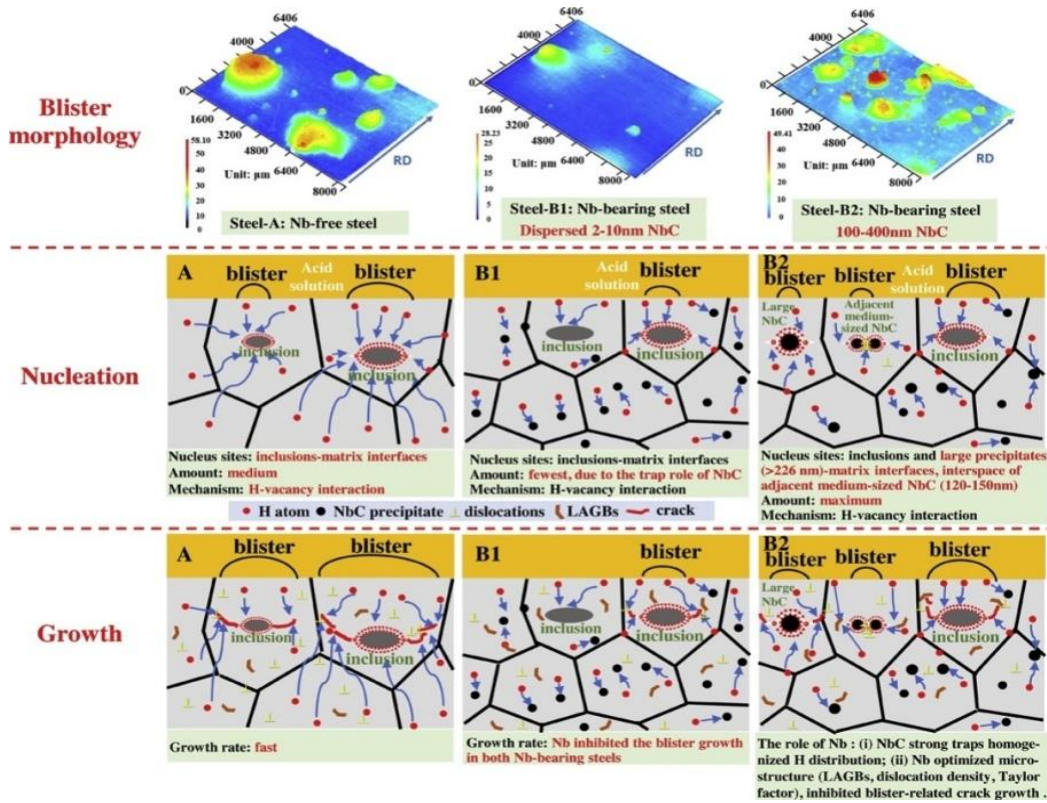 Blister
morphology
6406
4000
1600
0
1600
3200
4800
6400
8000
RD
Unit: μm
58.10
50
40
30
20
10
0
Steel-A: Nb-free steel
6406
4000
1600
0
1600
3200
4800
6400
8000
RD
Unit: μm
28.23
25
20
15
10
5
0
Steel-B1: Nb-bearing steel
Dispersed 2-10nm NbC
6406
4000
1600
0
1600
3200
4800
6400
8000
RD
Unit: μm
49.41
40
30
20
10
0
Steel-B2: Nb-bearing steel
100-400nm NbC
Nucleation
A
blister
Acid
solution
blister
inclusion
inclusion
Nucleus sites: inclusions-matrix interfaces
Amount: medium
Mechanism: H-vacancy interaction
B1
Acid
solution
blister
inclusion
inclusion
Nucleus sites: inclusions-matrix interfaces
Amount: fewest, due to the trap role of NbC
Mechanism: H-vacancy interaction
B2
blister
blister
Acid
solution
blister
Large
NbC
Adjacent
medium-
sized NbC
inclusion
Nucleus sites: inclusions and large precipitates
(>226 nm)-matrix interfaces, interspace of
adjacent medium-sized NbC (120-150nm)
Amount: maximum
Mechanism: H-vacancy interaction
H atom NbC precipitate dislocations LAGBs crack
Growth
A
blister
blister
inclusion
inclusion
Growth rate: fast
B1
blister
inclusion
inclusion
Growth rate: Nb inhibited the blister growth
in both Nb-bearing steels
B2
blister
blister
blister
Large
NbC
inclusion
The role of Nb : (i) NbC strong traps homoge-
nized H distribution; (ii) Nb optimized micro-
structure (LAGBs, dislocation density, Taylor
factor), inhibited blister-related crack growth .